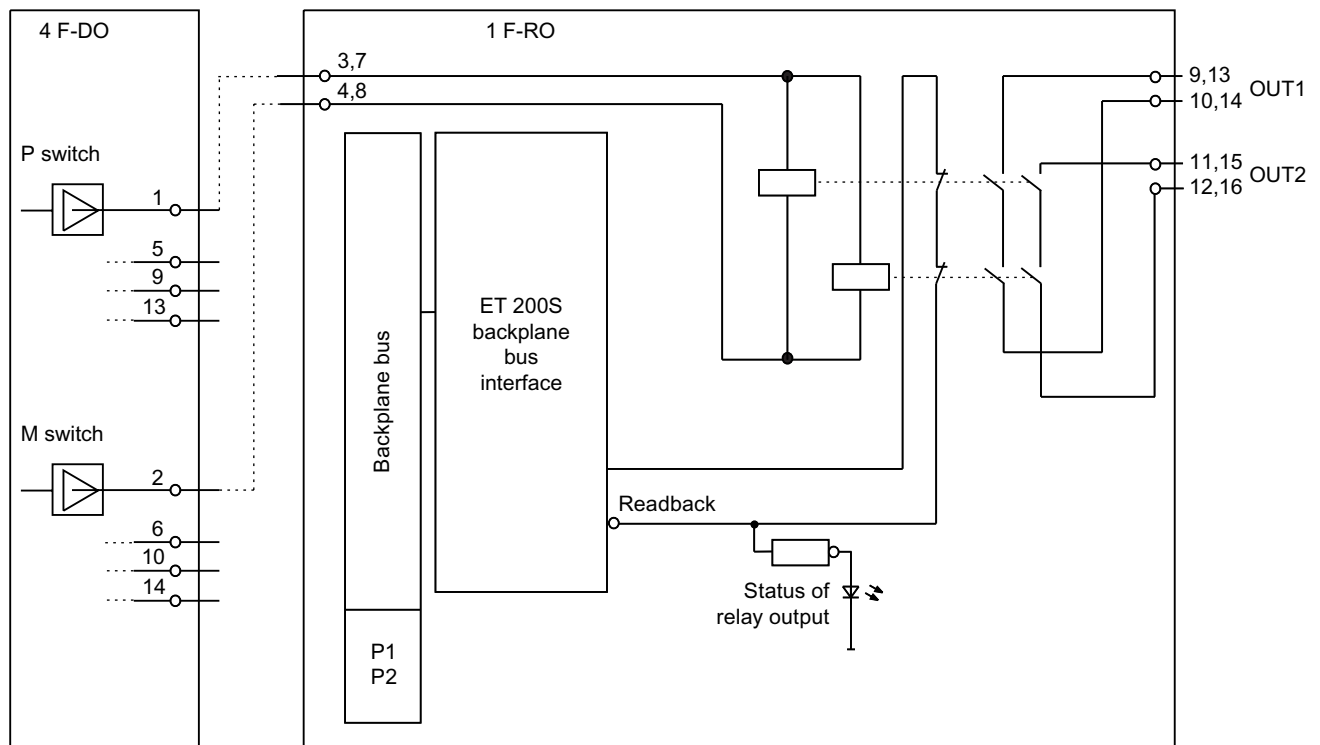 4 F-DO
1 F-RO
3,7
4,8
9,13
10,14
OUT1
11,15
12,16
OUT2
P switch
1
5
9
13
M switch
2
6
10
14
Backplane bus
P1
P2
ET 200S
backplane
bus
interface
Readback
Status of
relay output